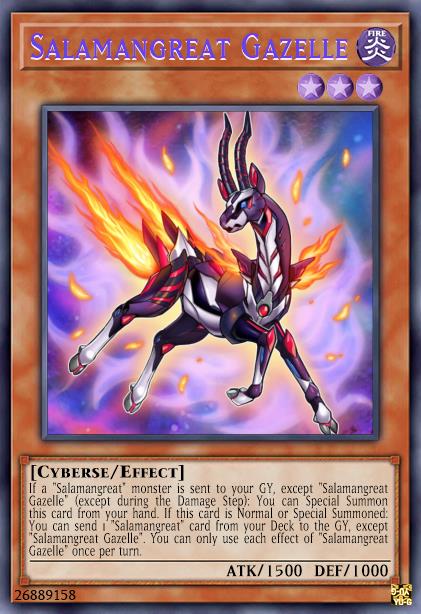 SALAMANGREAT GAZELLE
FIRE
炎
[CYBERSE/EFFECT]
If a "Salamangreat" monster is sent to your GY, except "Salamangreat
Gazelle" (except during the Damage Step): You can Special Summon
this card from your hand. If this card is Normal or Special Summoned:
You can send 1 "Salamangreat" card from your Deck to the GY, except
"Salamangreat Gazelle". You can only use each effect of "Salamangreat
Gazelle" once per turn.
ATK/1500 DEF/1000
26889158